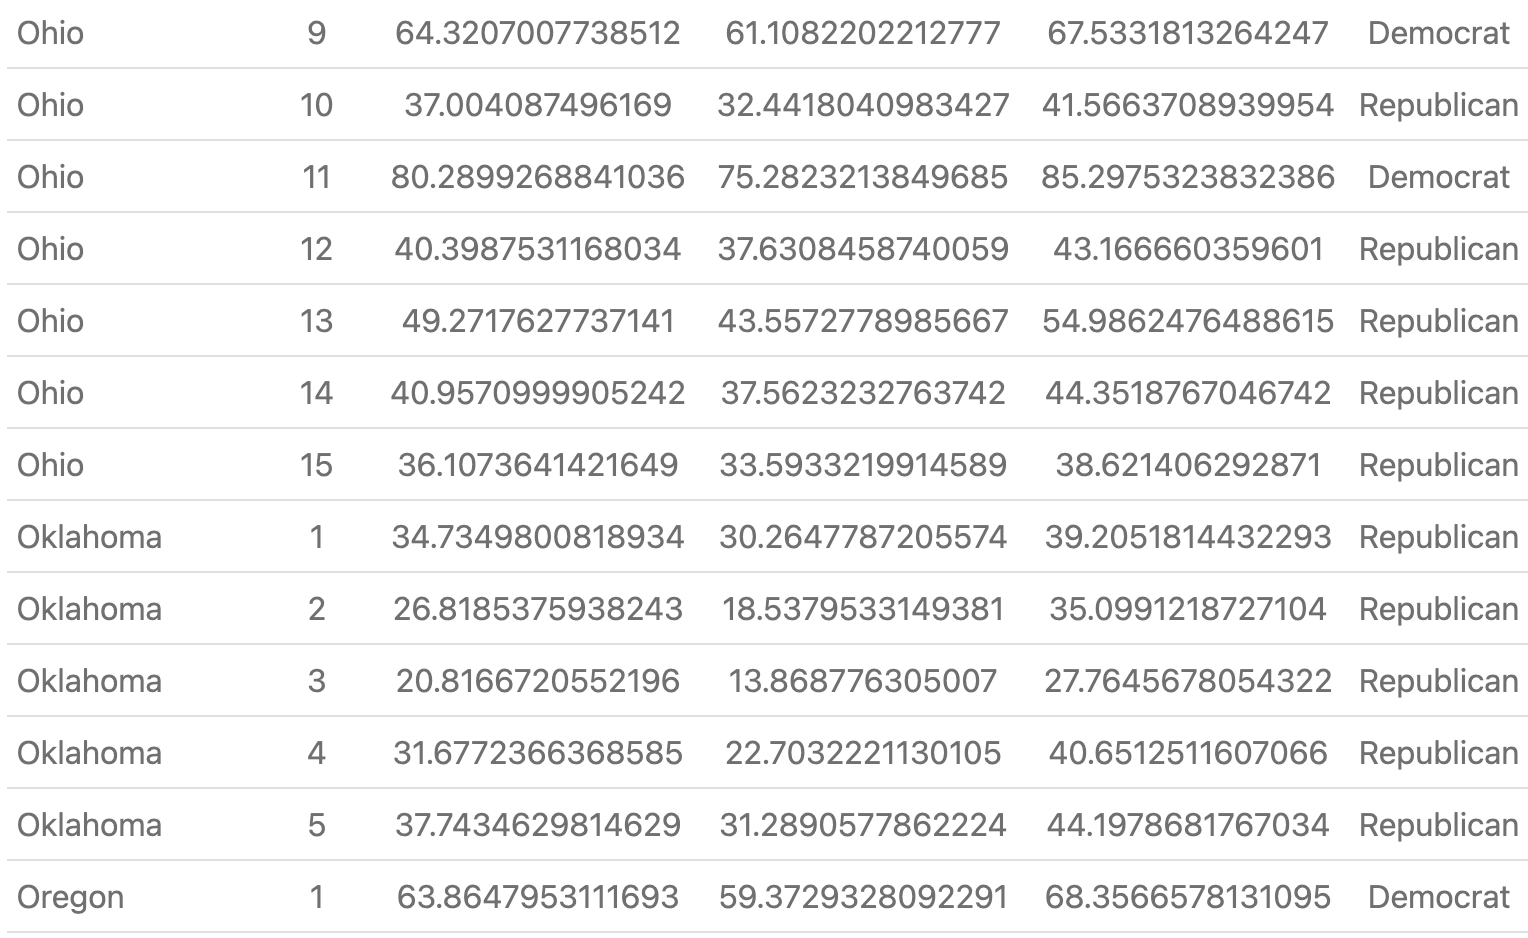 Ohio 9 64.3207007738512 61.1082202212777 67.5331813264247 Democrat
Ohio 10 37.004087496169 32.4418040983427 41.5663708939954 Republican
Ohio 11 80.2899268841036 75.2823213849685 85.2975323832386 Democrat
Ohio 12 40.3987531168034 37.6308458740059 43.166660359601 Republican
Ohio 13 49.2717627737141 43.5572778985667 54.9862476488615 Republican
Ohio 14 40.9570999905242 37.5623232763742 44.3518767046742 Republican
Ohio 15 36.1073641421649 33.5933219914589 38.621406292871 Republican
Oklahoma 1 34.7349800818934 30.2647787205574 39.2051814432293 Republican
Oklahoma 2 26.8185375938243 18.5379533149381 35.0991218727104 Republican
Oklahoma 3 20.8166720552196 13.868776305007 27.7645678054322 Republican
Oklahoma 4 31.6772366368585 22.7032221130105 40.6512511607066 Republican
Oklahoma 5 37.7434629814629 31.2890577862224 44.1978681767034 Republican
Oregon 1 63.8647953111693 59.3729328092291 68.3566578131095 Democrat